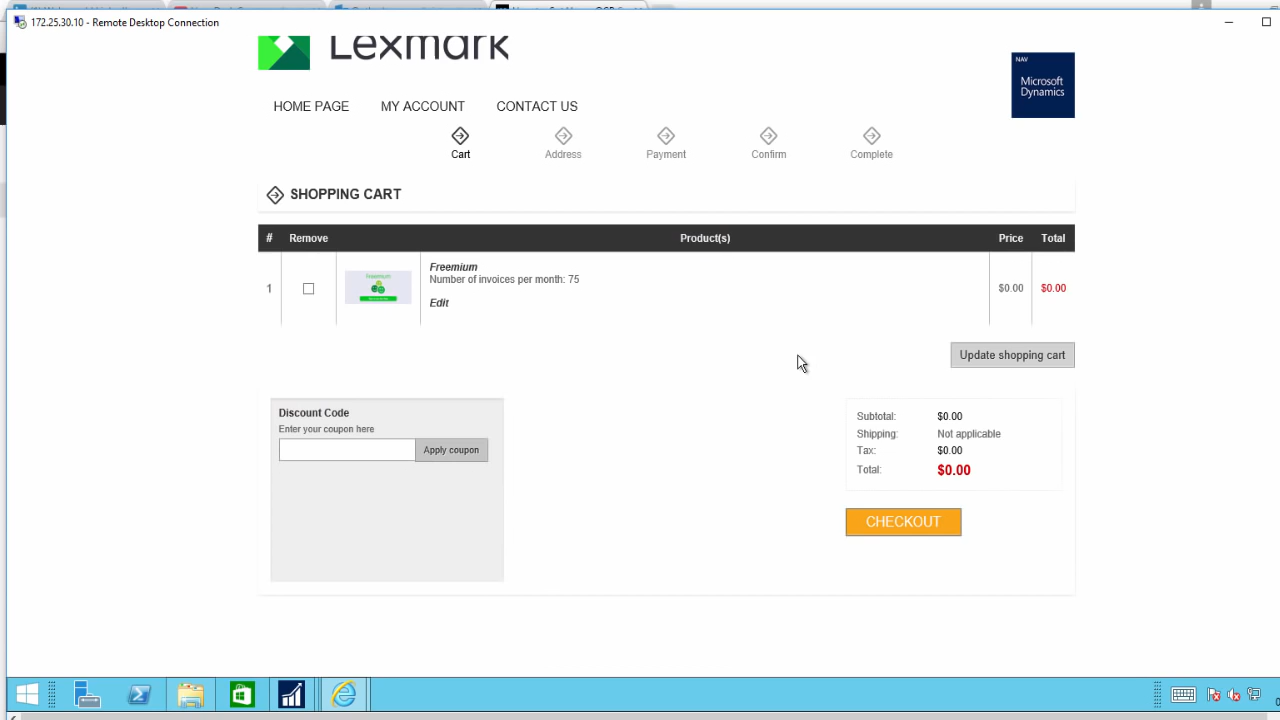 172.25.30.10 - Remote Desktop Connection
Lexmark
NAV
Microsoft
Dynamics
HOME PAGE MY ACCOUNT CONTACT US
Cart Address Payment Confirm Complete
SHOPPING CART
# Remove Product(s) Price Total
Freemium
Number of invoices per month: 75
1 $0.00 $0.00
Edit
Update shopping cart
Discount Code
Enter your coupon here
Apply coupon
Subtotal: $0.00
Shipping: Not applicable
Tax: $0.00
Total: $0.00
CHECKOUT